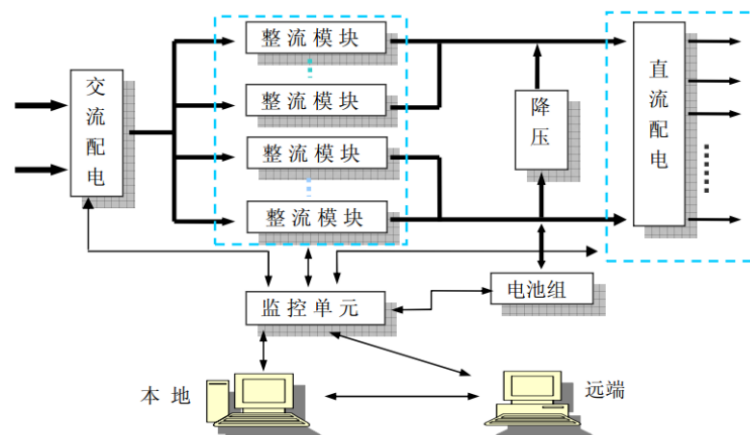 整流模块
整流模块
整流模块
整流模块
交流配电
降压
直流配电
监控单元
电池组
本地
远端